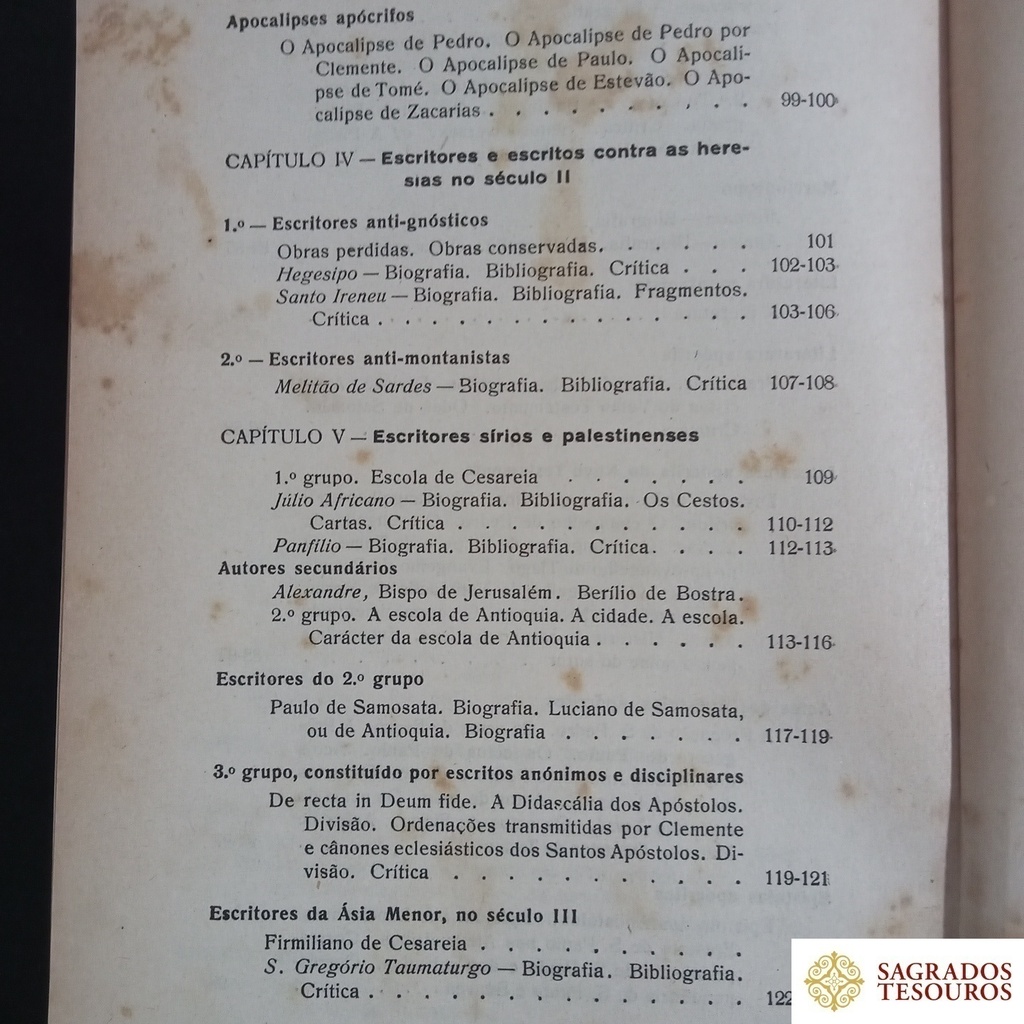 Apocalipses apócrifos
O Apocalipse de Pedro. O Apocalipse de Pedro por
Clemente. O Apocalipse de Paulo. O Apocali-
pse de Tomé. O Apocalipse de Estevão. O Apo-
calipse de Zacarias . . . . . . . . . . 99-100
CAPÍTULO IV — Escritores e escritos contra as here-
sias no século II
1.º — Escritores anti-gnósticos
Obras perdidas. Obras conservadas. . . . . . 101
Hegesipo — Biografia. Bibliografia. Crítica . . . 102-103
Santo Ireneu — Biografia. Bibliografia. Fragmentos.
Crítica . . . . . . . . . . . . . . 103-106
2.º — Escritores anti-montanistas
Melitão de Sardes — Biografia. Bibliografia. Crítica 107-108
CAPÍTULO V — Escritores sírios e palestinenses
1.º grupo. Escola de Cesareia . . . . . . . 109
Júlio Africano — Biografia. Bibliografia. Os Cestos.
Cartas. Crítica . . . . . . . . . . . 110-112
Panfílio — Biografia. Bibliografia. Crítica. . . . 112-113
Autores secundários
Alexandre, Bispo de Jerusalém. Berílio de Bostra.
2.º grupo. A escola de Antioquia. A cidade. A escola.
Carácter da escola de Antioquia . . . . . . 113-116
Escritores do 2.º grupo
Paulo de Samosata. Biografia. Luciano de Samosata,
ou de Antioquia. Biografia . . . . . . . 117-119
3.º grupo, constituído por escritos anónimos e disciplinares
De recta in Deum fide. A Didascália dos Apóstolos.
Divisão. Ordenações transmitidas por Clemente
e cânones eclesiásticos dos Santos Apóstolos. Di-
visão. Crítica . . . . . . . . . . . 119-121
Escritores da Ásia Menor, no século III
Firmiliano de Cesareia . . . . . . . . . .
S. Gregório Taumaturgo — Biografia. Bibliografia.
Crítica . . . . . . . . . . . . . . 122
SAGRADOS
TESOUROS